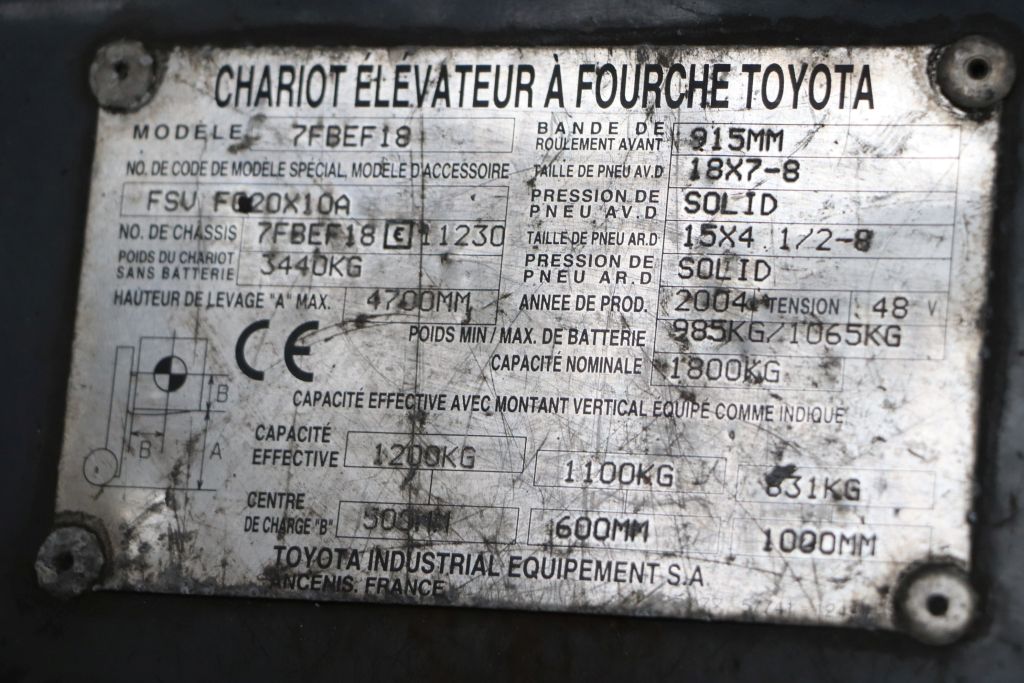 CHARIOT ÉLÉVATEUR À FOURCHE TOYOTA
MODÈLE 7FBEF18
BANDE DE ROULEMENT AVANT 915MM
NO. DE CODE DE MODÈLE SPÉCIAL, MODÈLE D'ACCESSOIRE
TAILLE DE PNEU AV.D 18X7-8
FSV
PRESSION DE PNEU AV.D SOLID
NO. DE CHÂSSIS 7FBEF18 E 11230
TAILLE DE PNEU AR.D 15X4 1/2-8
POIDS DU CHARIOT SANS BATTERIE 3440KG
PRESSION DE PNEU AR.D SOLID
HAUTEUR DE LEVAGE "A" MAX. 4700MM
ANNÉE DE PROD. 2004 TENSION 48 V
POIDS MIN/MAX. DE BATTERIE 985KG/1065KG
CE
CAPACITÉ NOMINALE 1800KG
B
B
A
CAPACITÉ EFFECTIVE AVEC MONTANT VERTICAL ÉQUIPÉ COMME INDIQUÉ
CAPACITÉ EFFECTIVE 1200KG 1100KG 831KG
CENTRE DE CHARGE "B" 600MM 1000MM
TOYOTA INDUSTRIAL EQUIPEMENT S.A
ANCENIS. FRANCE